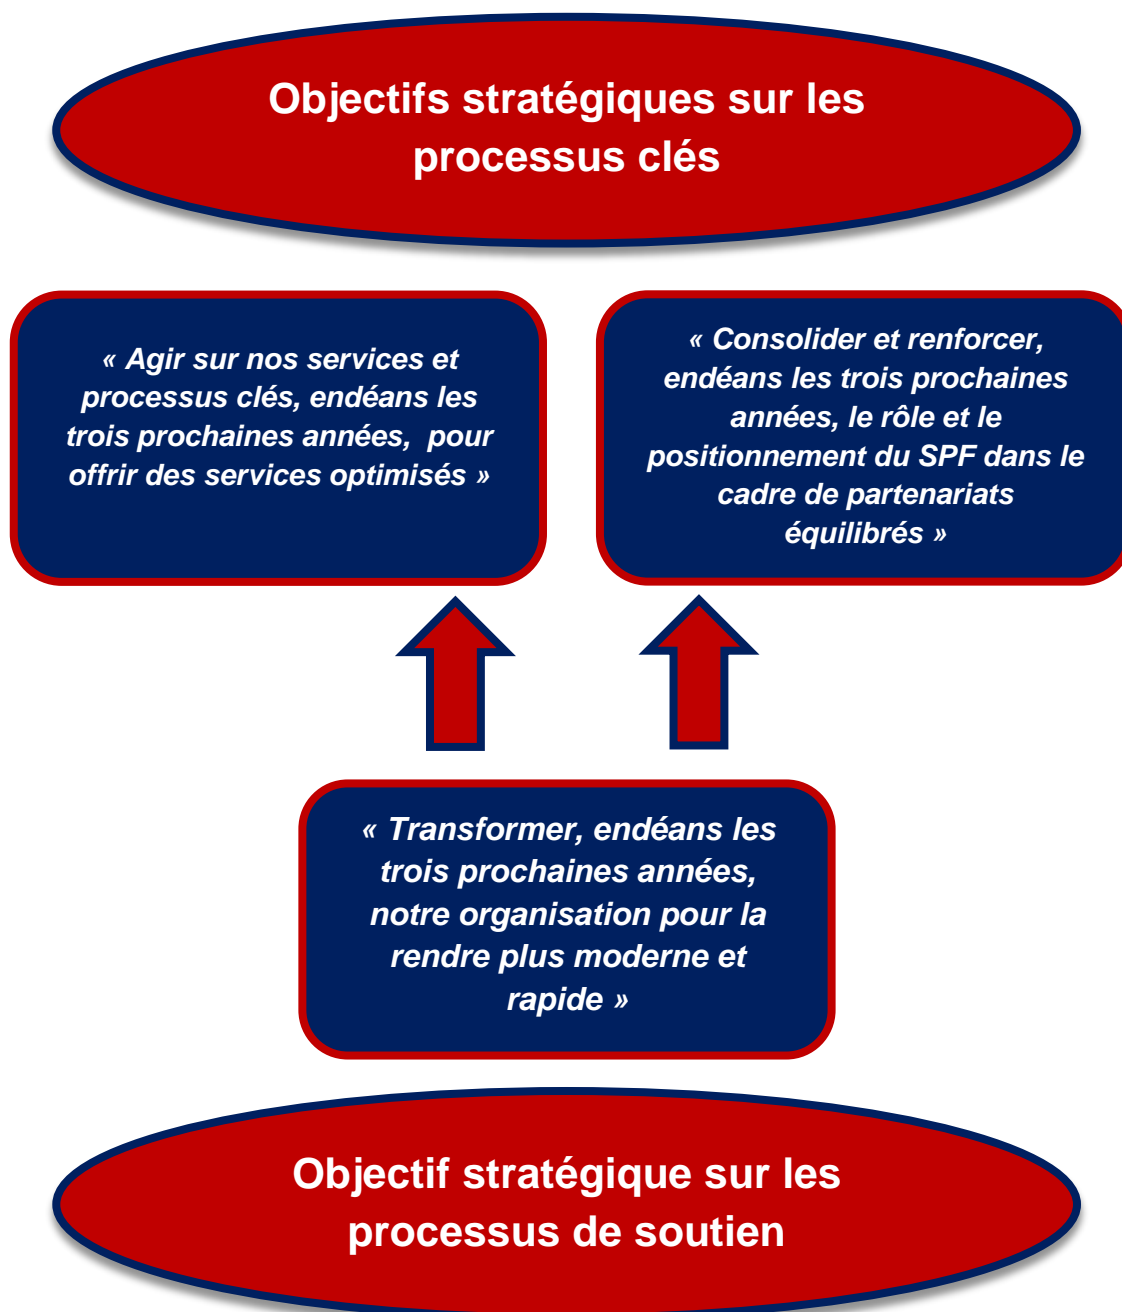 Objectifs stratégiques sur les
processus clés
« Agir sur nos services et
processus clés, endéans les
trois prochaines années,  pour
offrir des services optimisés »
« Consolider et renforcer,
endéans les trois prochaines
années, le rôle et le
positionnement du SPF dans le
cadre de partenariats
équilibrés »
« Transformer, endéans les
trois prochaines années,
notre organisation pour la
rendre plus moderne et
rapide »
Objectif stratégique sur les
processus de soutien